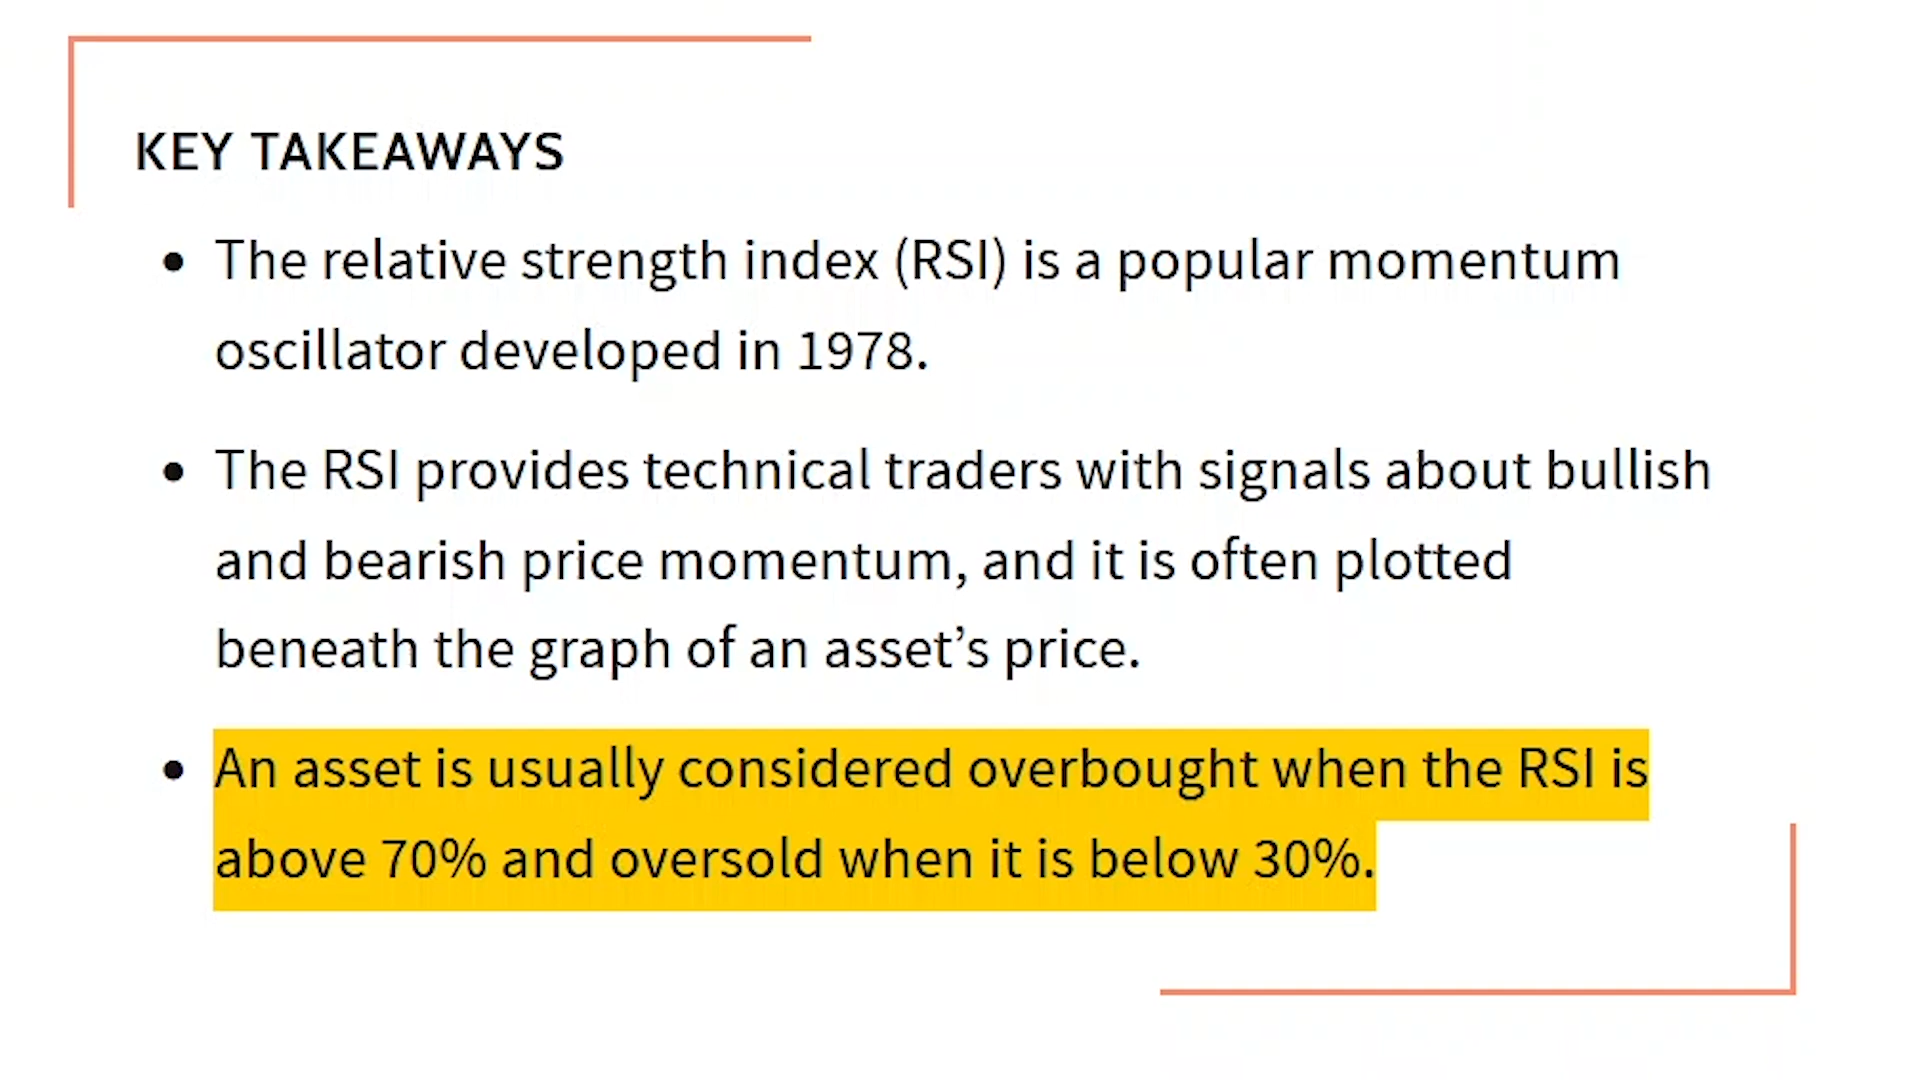 KEY TAKEAWAYS
• The relative strength index (RSI) is a popular momentum
oscillator developed in 1978.
• The RSI provides technical traders with signals about bullish
and bearish price momentum, and it is often plotted
beneath the graph of an asset’s price.
• An asset is usually considered overbought when the RSI is
above 70% and oversold when it is below 30%.